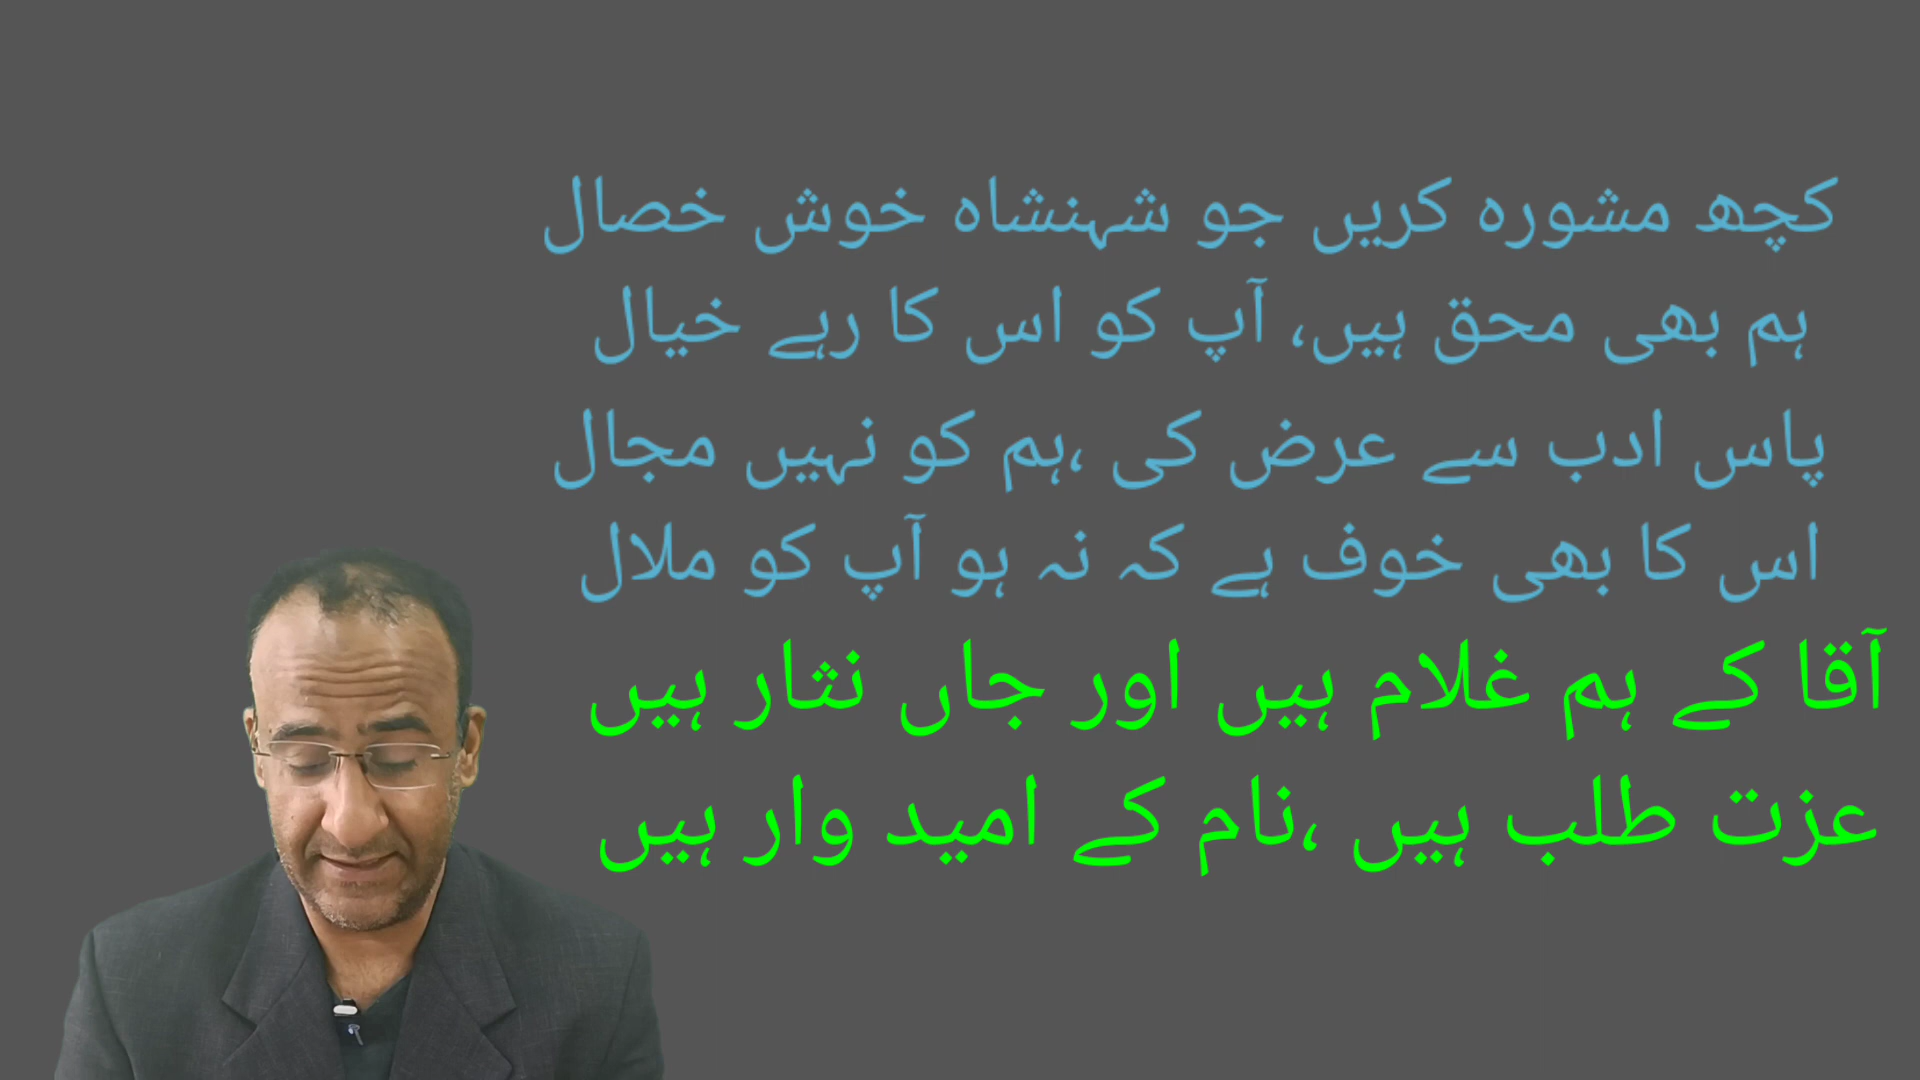 کچھ مشورہ کریں جو شہنشاہ خوش خصال
ہم بھی محق ہیں، آپ کو اس کا رہے خیال
پاس ادب سے عرض کی ،ہم کو نہیں مجال
اس کا بھی خوف ہے کہ نہ ہو آپ کو ملال
آقا کے ہم غلام ہیں اور جاں نثار ہیں
عزت طلب ہیں ،نام کے امید وار ہیں